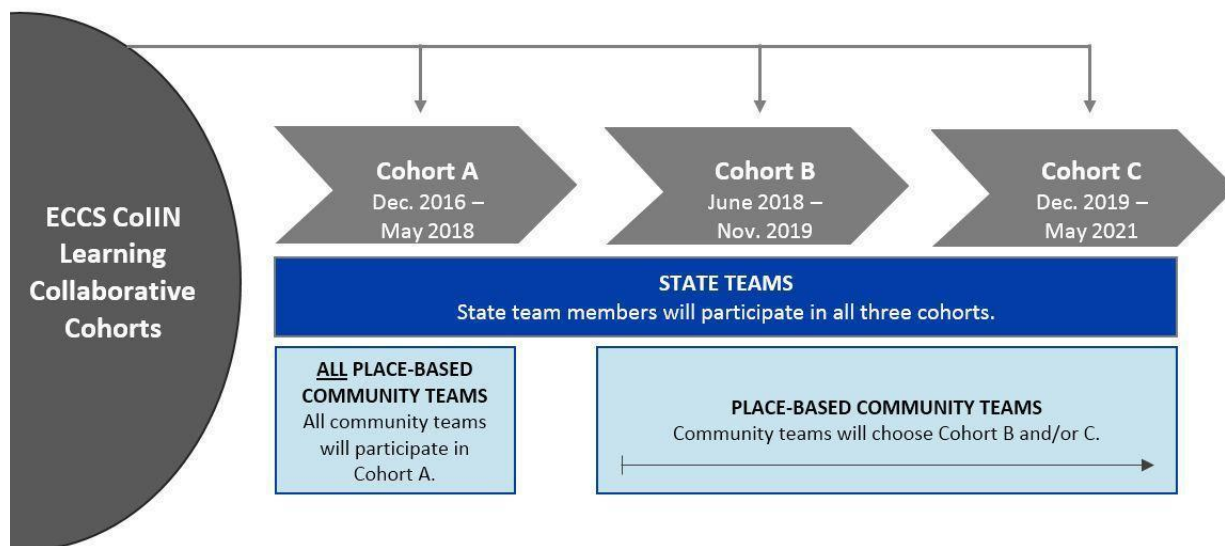 ECCS CoIIN
Learning
Collaborative
Cohorts
Cohort A
Dec. 2016 –
May 2018
Cohort B
June 2018 –
Nov. 2019
Cohort C
Dec. 2019 –
May 2021
STATE TEAMS
State team members will participate in all three cohorts.
ALL PLACE-BASED
COMMUNITY TEAMS
All community teams
will participate in
Cohort A.
PLACE-BASED COMMUNITY TEAMS
Community teams will choose Cohort B and/or C.